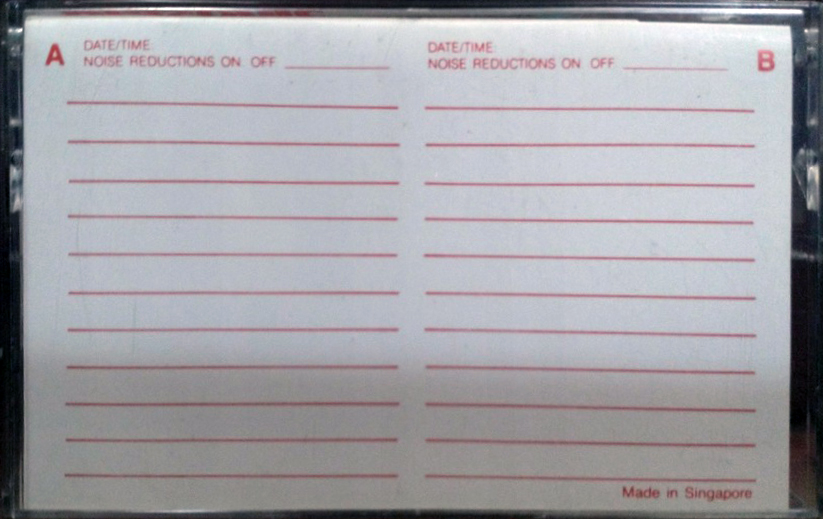 A
DATE/TIME:
NOISE REDUCTIONS ON OFF
DATE/TIME:
NOISE REDUCTIONS ON OFF
B
Made in Singapore